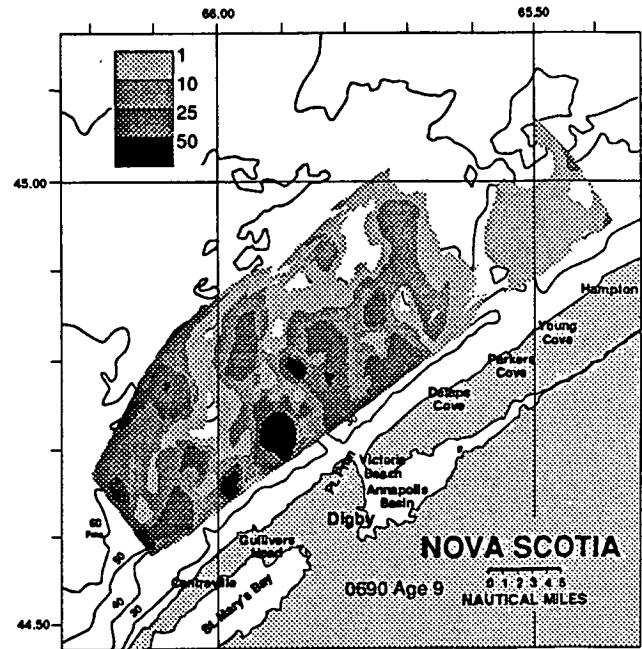 66.00
65.50
1
10
25
50
45.00
Hampton
Young
Cove
Parkers
Cove
Delaps
Cove
Victoria
Beach
Annapolis
Basin
Digby
Gullivers
Head
NOVA SCOTIA
Centreville
St. Mary's Bay
0690 Age 9
0 1 2 3 4 5
NAUTICAL MILES
44.50